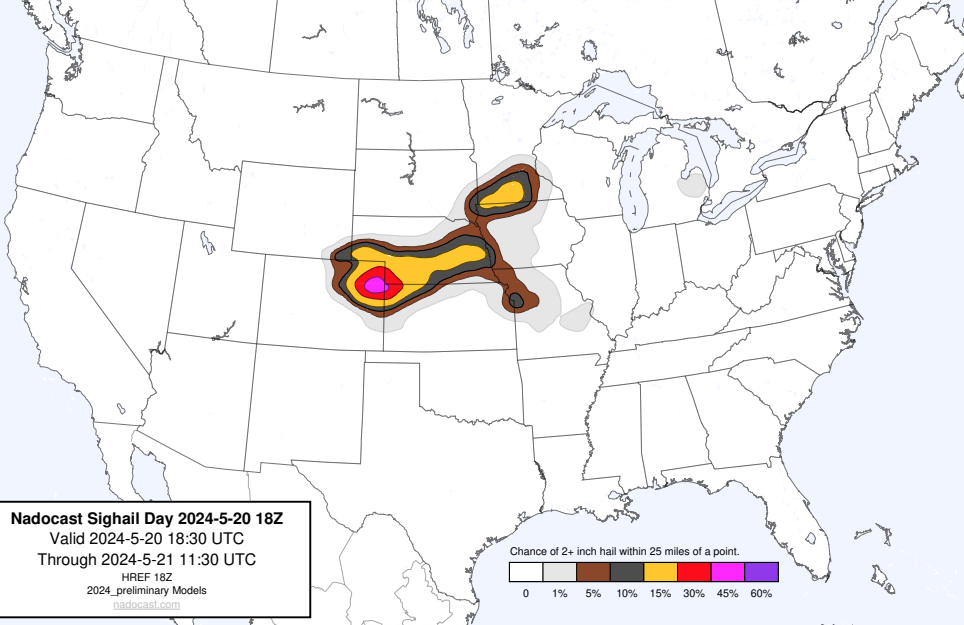 Nadocast Sighail Day 2024-5-20 18Z
Valid 2024-5-20 18:30 UTC
Through 2024-5-21 11:30 UTC
HREF 18Z
2024_preliminary Models
nadocast.com
Chance of 2+ inch hail within 25 miles of a point.
0 1% 5% 10% 15% 30% 45% 60%